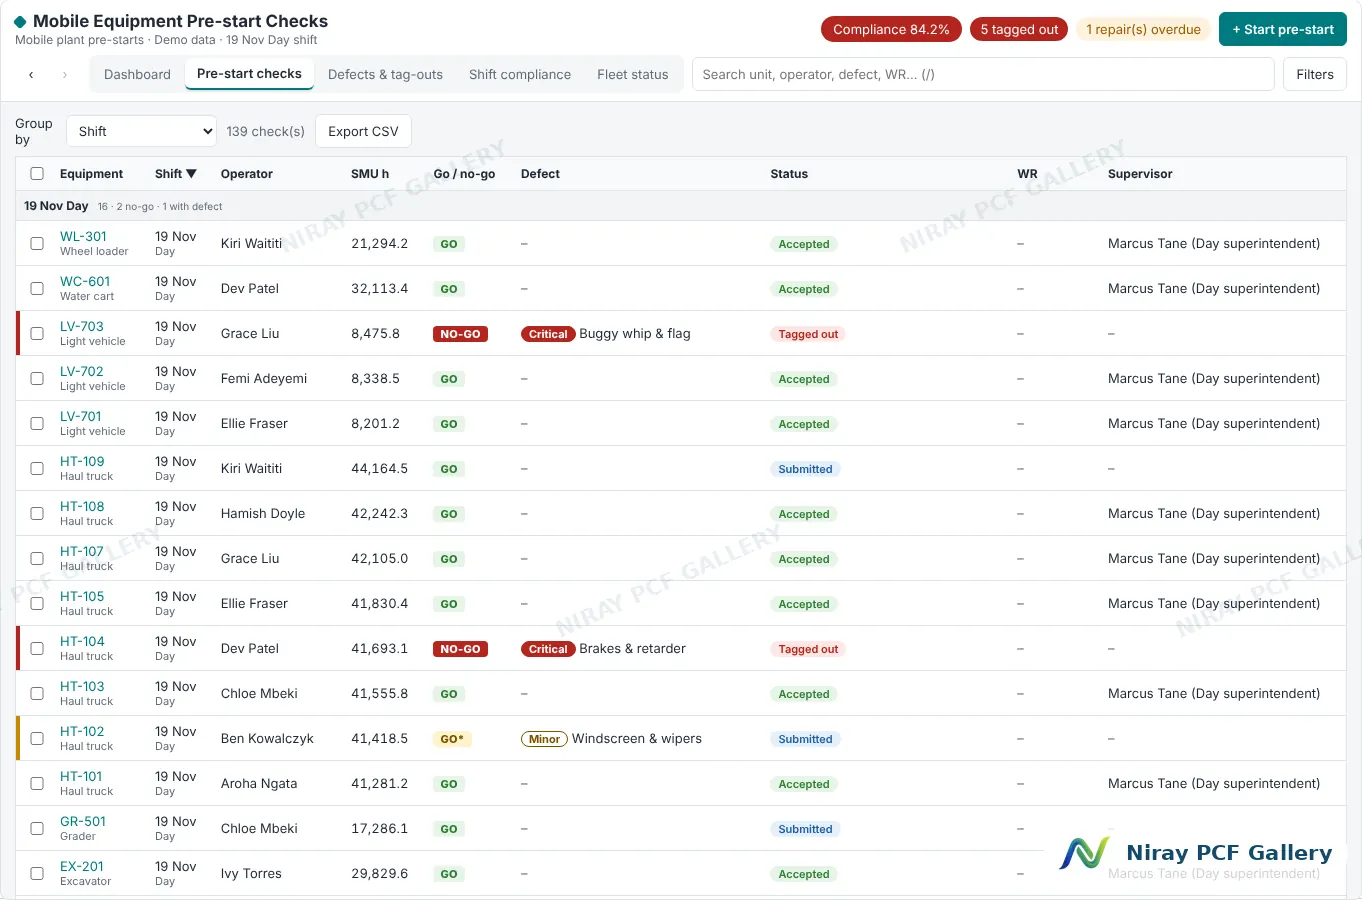 Mobile Equipment Pre-start Checks
Mobile plant pre-starts · Demo data · 19 Nov Day shift
Compliance 84.2% 5 tagged out 1 repair(s) overdue + Start pre-start
‹ › Dashboard Pre-start checks Defects & tag-outs Shift compliance Fleet status Search unit, operator, defect, WR... (/) Filters
Group by Shift 139 check(s) Export CSV
Equipment Shift ▼ Operator SMU h Go / no-go Defect Status WR Supervisor
19 Nov Day 16 · 2 no-go · 1 with defect
WL-301 19 Nov Kiri Waititi 21,294.2 GO – Accepted – Marcus Tane (Day superintendent)
Wheel loader Day
WC-601 19 Nov Dev Patel 32,113.4 GO – Accepted – Marcus Tane (Day superintendent)
Water cart Day
LV-703 19 Nov Grace Liu 8,475.8 NO-GO Critical Buggy whip & flag Tagged out – –
Light vehicle Day
LV-702 19 Nov Femi Adeyemi 8,338.5 GO – Accepted – Marcus Tane (Day superintendent)
Light vehicle Day
LV-701 19 Nov Ellie Fraser 8,201.2 GO – Accepted – Marcus Tane (Day superintendent)
Light vehicle Day
HT-109 19 Nov Kiri Waititi 44,164.5 GO – Submitted – –
Haul truck Day
HT-108 19 Nov Hamish Doyle 42,242.3 GO – Accepted – Marcus Tane (Day superintendent)
Haul truck Day
HT-107 19 Nov Grace Liu 42,105.0 GO – Accepted – Marcus Tane (Day superintendent)
Haul truck Day
HT-105 19 Nov Ellie Fraser 41,830.4 GO – Accepted – Marcus Tane (Day superintendent)
Haul truck Day
HT-104 19 Nov Dev Patel 41,693.1 NO-GO Critical Brakes & retarder Tagged out – –
Haul truck Day
HT-103 19 Nov Chloe Mbeki 41,555.8 GO – Accepted – Marcus Tane (Day superintendent)
Haul truck Day
HT-102 19 Nov Ben Kowalczyk 41,418.5 GO* Minor Windscreen & wipers Submitted – –
Haul truck Day
HT-101 19 Nov Aroha Ngata 41,281.2 GO – Accepted – Marcus Tane (Day superintendent)
Haul truck Day
GR-501 19 Nov Chloe Mbeki 17,286.1 GO – Submitted – –
Grader Day
EX-201 19 Nov Ivy Torres 29,829.6 GO – Accepted – Marcus Tane (Day superintendent)
Excavator Day
Niray PCF Gallery
NIRAY PCF GALLERY
NIRAY PCF GALLERY
PCF GALLERY
NIRAY PCF GALLERY
NIRAY PCF GALL